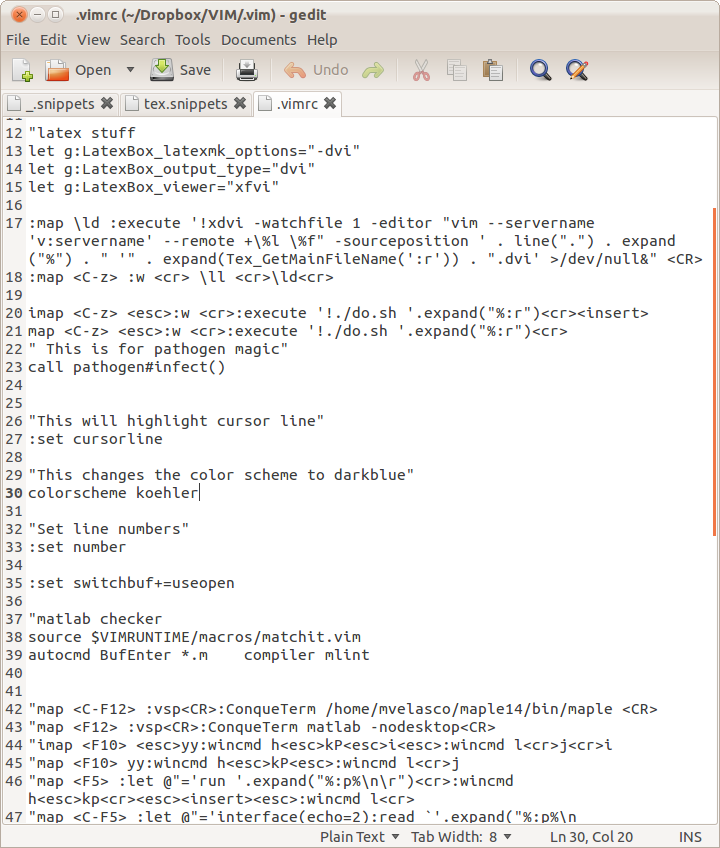 .vimrc (~/Dropbox/VIM/.vim) - gedit
File Edit View Search Tools Documents Help
Open Save Undo
_.snippets tex.snippets .vimrc
11
12 "latex stuff
13 let g:LatexBox_latexmk_options="-dvi"
14 let g:LatexBox_output_type="dvi"
15 let g:LatexBox_viewer="xfvi"
16
17 :map \ld :execute '!xdvi -watchfile 1 -editor "vim --servername
'v:servername' --remote +\%l \%f" -sourceposition ' . line(".") . expand
("%") . " '" . expand(Tex_GetMainFileName(':r')) . ".dvi' >/dev/null&" <CR>
18 :map <C-z> :w <cr> \ll <cr>\ld<cr>
19
20 imap <C-z> <esc>:w <cr>:execute '!./do.sh '.expand("%:r")<cr><insert>
21 map <C-z> <esc>:w <cr>:execute '!./do.sh '.expand("%:r")<cr>
22 " This is for pathogen magic"
23 call pathogen#infect()
24
25
26 "This will highlight cursor line"
27 :set cursorline
28
29 "This changes the color scheme to darkblue"
30 colorscheme koehler
31
32 "Set line numbers"
33 :set number
34
35 :set switchbuf+=useopen
36
37 "matlab checker
38 source $VIMRUNTIME/macros/matchit.vim
39 autocmd BufEnter *.m    compiler mlint
40
41
42 "map <C-F12> :vsp<CR>:ConqueTerm /home/mvelasco/maple14/bin/maple <CR>
43 "map <F12> :vsp<CR>:ConqueTerm matlab -nodesktop<CR>
44 "imap <F10> <esc>yy:wincmd h<esc>kP<esc>i<esc>:wincmd l<cr>j<cr>i
45 "map <F10> yy:wincmd h<esc>kP<esc>:wincmd l<cr>j
46 "map <F5> :let @"='run '.expand("%:p%\n\r")<cr>:wincmd
h<esc>kp<cr><esc><insert><esc>:wincmd l<cr>
47 "map <C-F5> :let @"='interface(echo=2):read `'.expand("%:p%\n
Plain Text Tab Width: 8 Ln 30, Col 20 INS